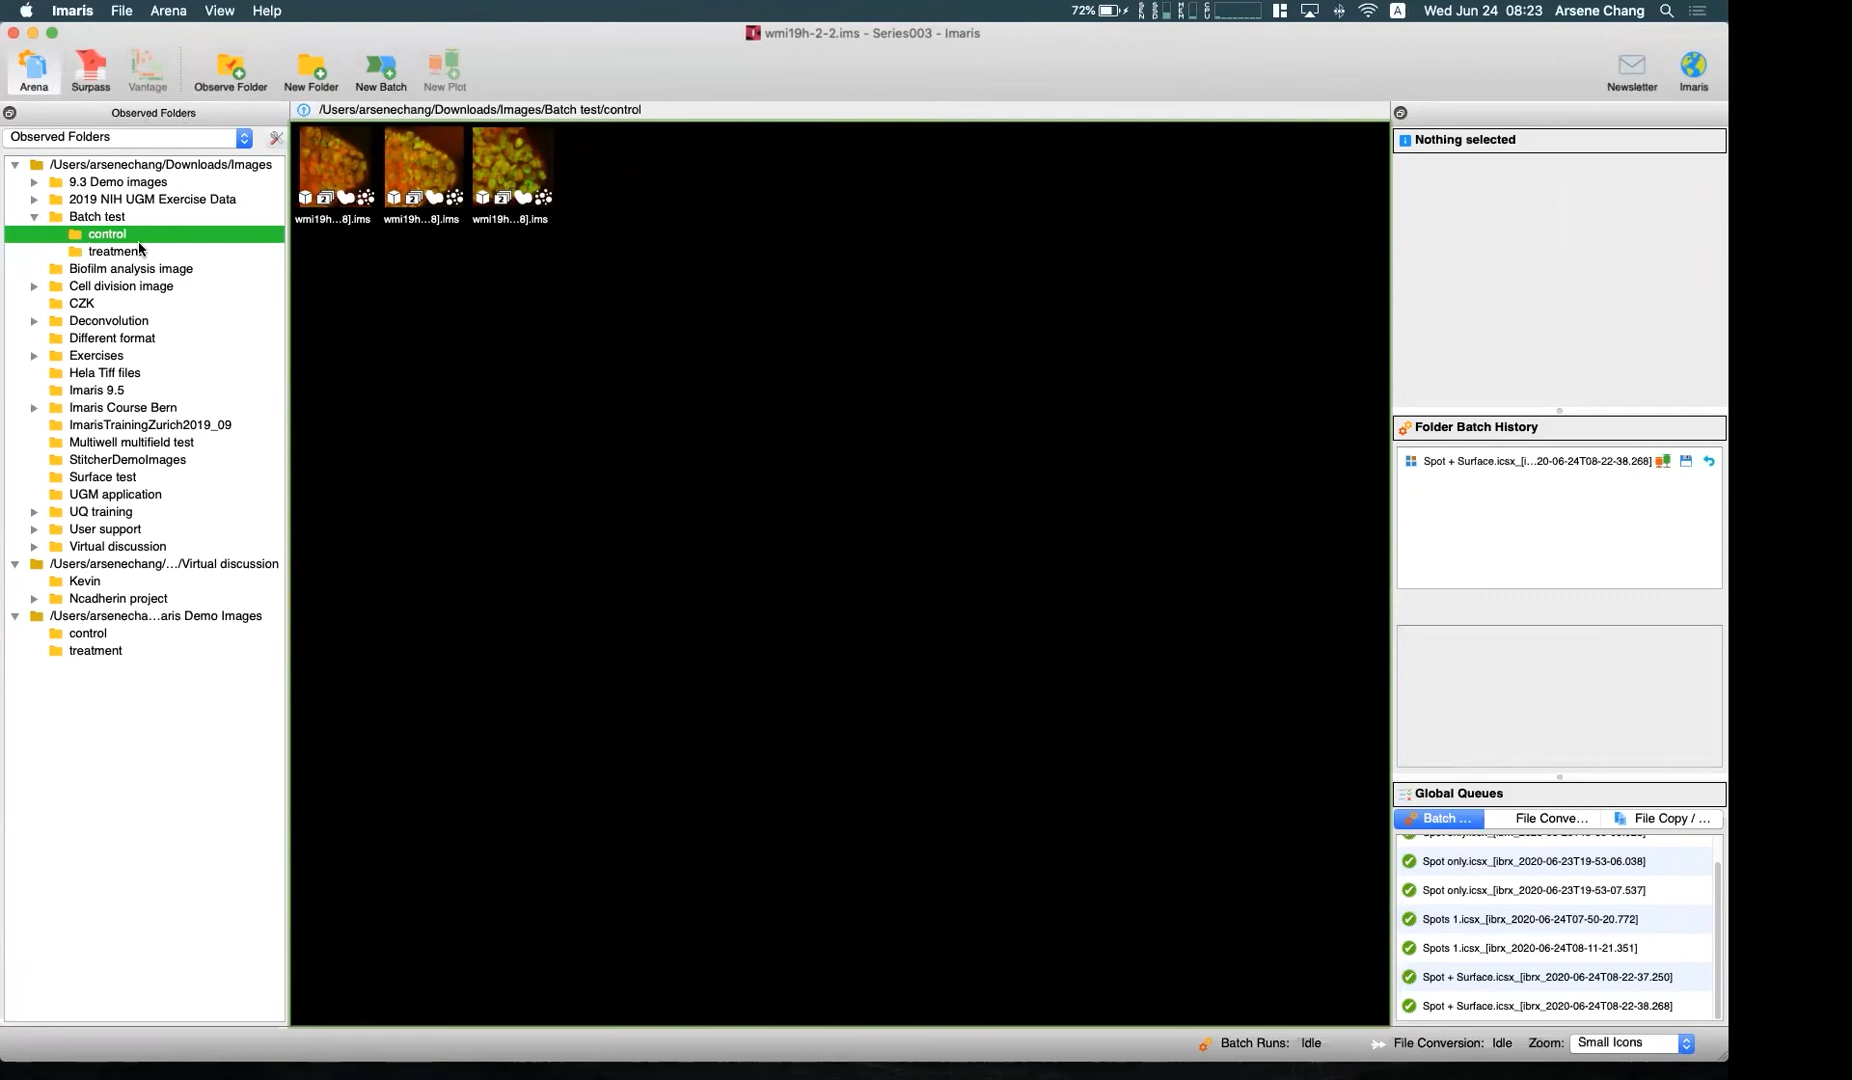 Imaris File Arena View Help
72% A Wed Jun 24 08:23 Arsene Chang
wmi19h-2-2.ims - Series003 - Imaris
Arena Surpass Vantage Observe Folder New Folder New Batch New Plot Newsletter Imaris
Observed Folders
/Users/arsenechang/Downloads/Images/Batch test/control
Observed Folders
/Users/arsenechang/Downloads/Images
9.3 Demo images
2019 NIH UGM Exercise Data
Batch test
control
treatment
Biofilm analysis image
Cell division image
CZK
Deconvolution
Different format
Exercises
Hela Tiff files
Imaris 9.5
Imaris Course Bern
ImarisTrainingZurich2019_09
Multiwell multifield test
StitcherDemoImages
Surface test
UGM application
UQ training
User support
Virtual discussion
/Users/arsenechang/.../Virtual discussion
Kevin
Ncadherin project
/Users/arsenecha...aris Demo Images
control
treatment
2 2 2
wmi19h...8].ims wmi19h...8].ims wmi19h...8].ims
Nothing selected
Folder Batch History
Spot + Surface.icsx_[i...20-06-24T08-22-38.268]
Global Queues
Batch ... File Conve... File Copy / ...
Spot only.icsx_[ibrx_2020-06-23T19-53-06.038]
Spot only.icsx_[ibrx_2020-06-23T19-53-07.537]
Spots 1.icsx_[ibrx_2020-06-24T07-50-20.772]
Spots 1.icsx_[ibrx_2020-06-24T08-11-21.351]
Spot + Surface.icsx_[ibrx_2020-06-24T08-22-37.250]
Spot + Surface.icsx_[ibrx_2020-06-24T08-22-38.268]
Batch Runs: Idle File Conversion: Idle Zoom: Small Icons